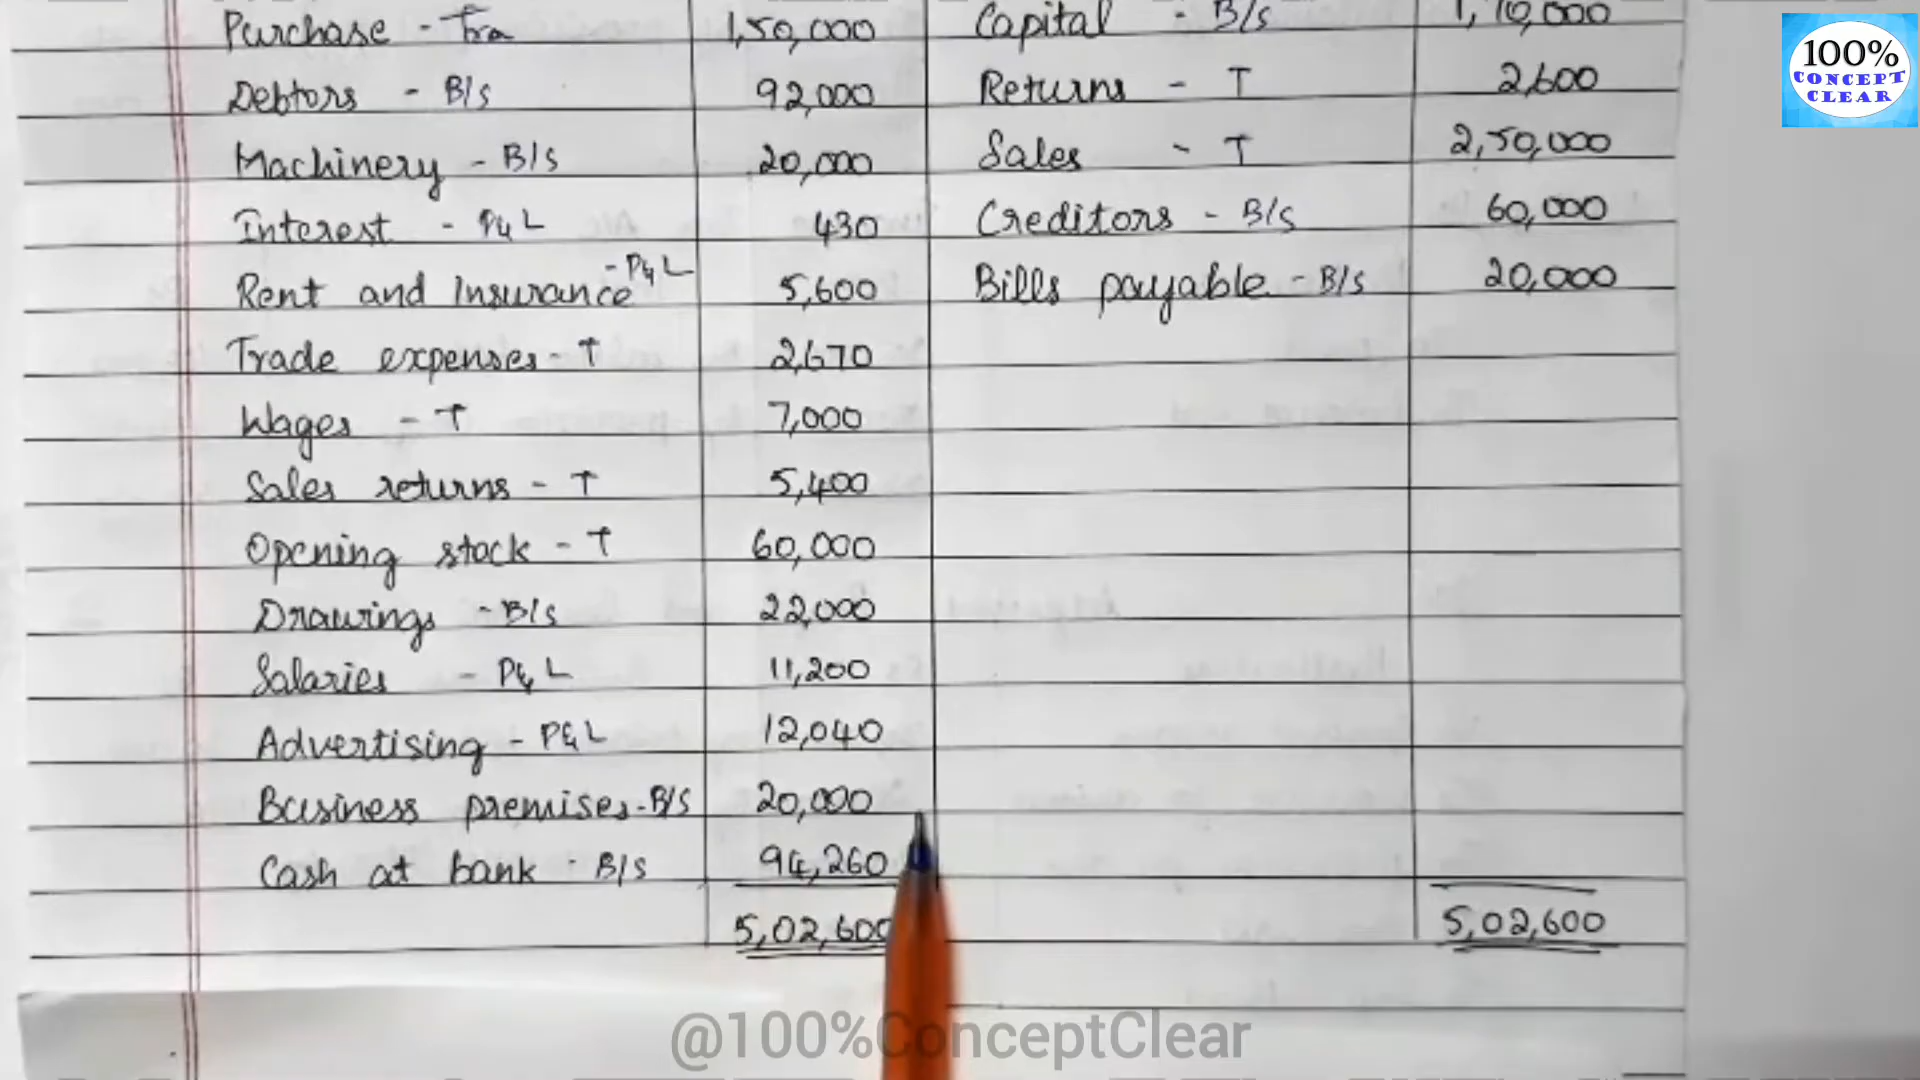 Purchase - Tra 1,50,000 Capital - B/s 1,70,000
Debtors - B/s 92,000 Returns - T 2,600
Machinery - B/s 20,000 Sales - T 2,50,000
Interest - P&L 430 Creditors - B/s 60,000
Rent and Insurance - P&L 5,600 Bills payable - B/s 20,000
Trade expenses - T 2,670
Wages - T 7,000
Sales returns - T 5,400
Opening stock - T 60,000
Drawings - B/s 22,000
Salaries - P&L 11,200
Advertising - P&L 12,040
Business premises - B/s 20,000
Cash at bank - B/s 94,260
5,02,600 5,02,600
100%
CONCEPT
CLEAR
@100%ConceptClear